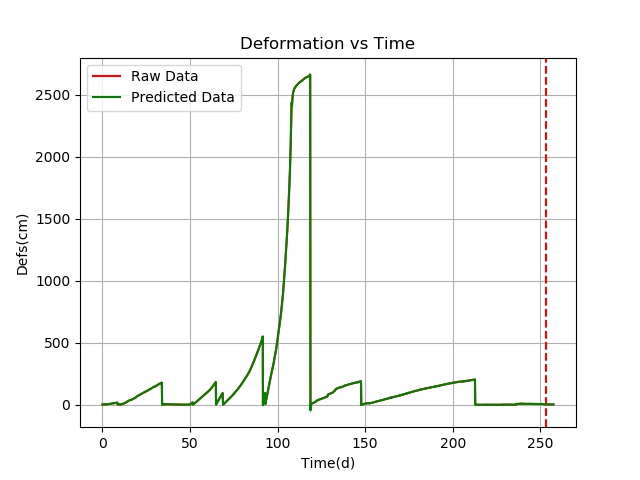 Deformation vs Time
Raw Data
Predicted Data
2500
2000
1500
1000
500
0
Defs(cm)
0 50 100 150 200 250
Time(d)